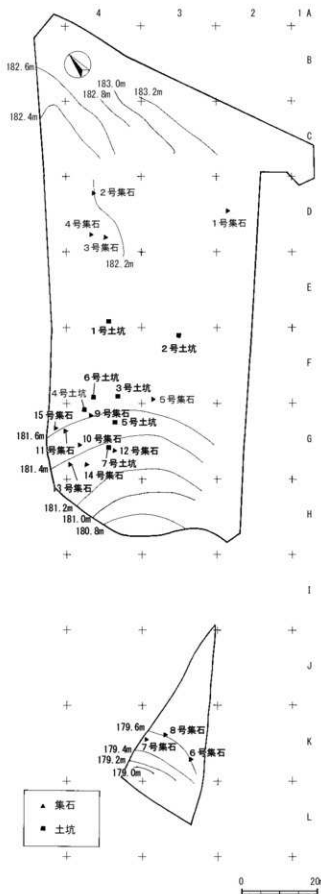 4 3 2 1 A
B
182.6m
183.0m
182.8m 183.2m
182.4m
C
D
2号集石
1号集石
4号集石
3号集石
182.2m
E
1号土坑
2号土坑
F
6号土坑
4号土坑 3号土坑
5号集石
15号集石 9号集石
5号土坑
G
181.6m
10号集石
11号集石 12号集石
181.4m
7号土坑
14号集石
13号集石
181.2m
181.0m
H
180.8m
I
J
179.6m 8号集石
K
7号集石
179.4m
6号集石
179.2m
179.0m
L
▲ 集石
■ 土坑
0 20m